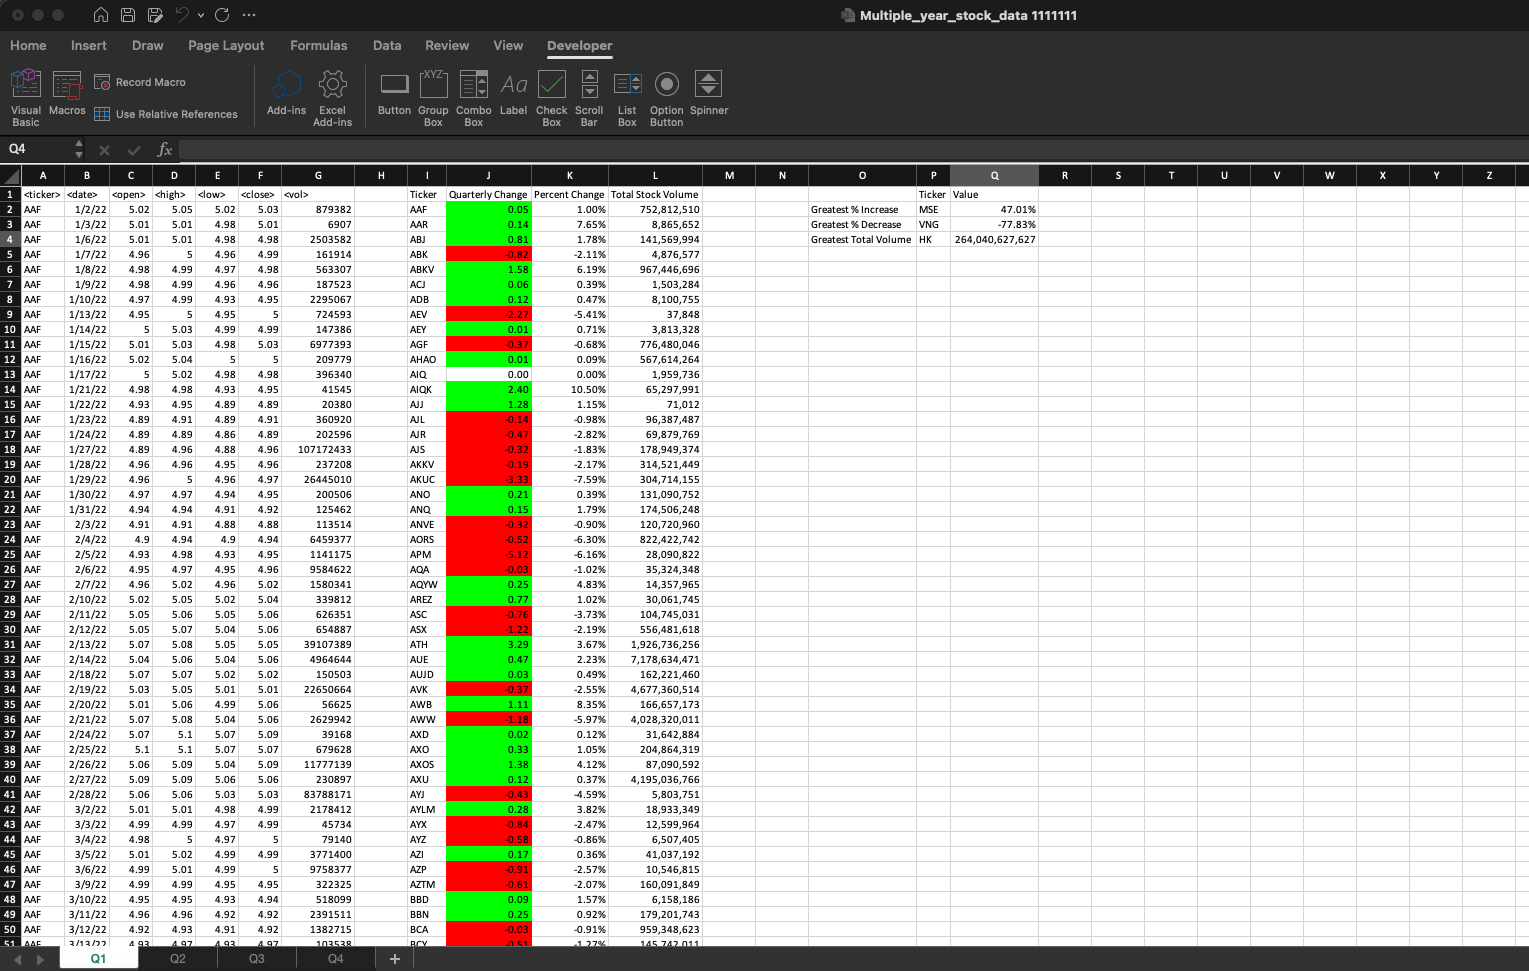 Multiple_year_stock_data 1111111
Home Insert Draw Page Layout Formulas Data Review View Developer
Visual Basic Macros Record Macro Use Relative References Add-ins Excel Add-ins Button Group Box Combo Box Label Check Box Scroll Bar List Box Option Button Spinner
XYZ Aa
Q4 fx
A B C D E F G H I J K L M N O P Q R S T U V W X Y Z
1 <ticker> <date> <open> <high> <low> <close> <vol> Ticker Quarterly Change Percent Change Total Stock Volume Ticker Value
2 AAF 1/2/22 5.02 5.05 5.02 5.03 879382 AAF 0.05 1.00% 752,812,510 Greatest % Increase MSE 47.01%
3 AAF 1/3/22 5.01 5.01 4.98 5.01 6907 AAR 0.14 7.65% 8,865,652 Greatest % Decrease VNG -77.83%
4 AAF 1/6/22 5.01 5.01 4.98 4.98 2503582 ABJ 0.81 1.78% 141,569,994 Greatest Total Volume HK 264,040,627,627
5 AAF 1/7/22 4.96 5 4.96 4.99 161914 ABK -0.82 -2.11% 4,876,577
6 AAF 1/8/22 4.98 4.99 4.97 4.98 563307 ABKV 1.58 6.19% 967,446,696
7 AAF 1/9/22 4.98 4.99 4.96 4.96 187523 ACJ 0.06 0.39% 1,503,284
8 AAF 1/10/22 4.97 4.99 4.93 4.95 2295067 ADB 0.12 0.47% 8,100,755
9 AAF 1/13/22 4.95 5 4.95 5 724593 AEV -2.27 -5.41% 37,848
10 AAF 1/14/22 5 5.03 4.99 4.99 147386 AEY 0.01 0.71% 3,813,328
11 AAF 1/15/22 5.01 5.03 4.98 5.03 6977393 AGF -0.37 -0.68% 776,480,046
12 AAF 1/16/22 5.02 5.04 5 5 209779 AHAO 0.01 0.09% 567,614,264
13 AAF 1/17/22 5 5.02 4.98 4.98 396340 AIQ 0.00 0.00% 1,959,736
14 AAF 1/21/22 4.98 4.98 4.93 4.95 41545 AIQK 2.40 10.50% 65,297,991
15 AAF 1/22/22 4.93 4.95 4.89 4.89 20380 AJJ 1.28 1.15% 71,012
16 AAF 1/23/22 4.89 4.91 4.89 4.91 360920 AJL -0.14 -0.98% 96,387,487
17 AAF 1/24/22 4.89 4.89 4.86 4.89 202596 AJR -0.47 -2.82% 69,879,769
18 AAF 1/27/22 4.89 4.96 4.88 4.96 107172433 AJS -0.32 -1.83% 178,949,374
19 AAF 1/28/22 4.96 4.96 4.95 4.96 237208 AKKV -0.19 -2.17% 314,521,449
20 AAF 1/29/22 4.96 5 4.96 4.97 26445010 AKUC -3.33 -7.59% 304,714,155
21 AAF 1/30/22 4.97 4.97 4.94 4.95 200506 ANO 0.21 0.39% 131,090,752
22 AAF 1/31/22 4.94 4.94 4.91 4.92 125462 ANQ 0.15 1.79% 174,506,248
23 AAF 2/3/22 4.91 4.91 4.88 4.88 113514 ANVE -0.32 -0.90% 120,720,960
24 AAF 2/4/22 4.9 4.94 4.9 4.94 6459377 AORS -0.52 -6.30% 822,422,742
25 AAF 2/5/22 4.93 4.98 4.93 4.95 1141175 APM -5.12 -6.16% 28,090,822
26 AAF 2/6/22 4.95 4.97 4.95 4.96 9584622 AQA -0.03 -1.02% 35,324,348
27 AAF 2/7/22 4.96 5.02 4.96 5.02 1580341 AQYW 0.25 4.83% 14,357,965
28 AAF 2/10/22 5.02 5.05 5.02 5.04 339812 AREZ 0.77 1.02% 30,061,745
29 AAF 2/11/22 5.05 5.06 5.05 5.06 626351 ASC -0.76 -3.73% 104,745,031
30 AAF 2/12/22 5.05 5.07 5.04 5.06 654887 ASX -1.22 -2.19% 556,481,618
31 AAF 2/13/22 5.07 5.08 5.05 5.05 39107389 ATH 3.29 3.67% 1,926,736,256
32 AAF 2/14/22 5.04 5.06 5.04 5.06 4964644 AUE 0.47 2.23% 7,178,634,471
33 AAF 2/18/22 5.07 5.07 5.02 5.02 150503 AUJD 0.03 0.49% 162,221,460
34 AAF 2/19/22 5.03 5.05 5.01 5.01 22650664 AVK -0.37 -2.55% 4,677,360,514
35 AAF 2/20/22 5.01 5.06 4.99 5.06 56625 AWB 1.11 8.35% 166,657,173
36 AAF 2/21/22 5.07 5.08 5.04 5.06 2629942 AWW -1.18 -5.97% 4,028,320,011
37 AAF 2/24/22 5.07 5.1 5.07 5.09 39168 AXD 0.02 0.12% 31,642,884
38 AAF 2/25/22 5.1 5.1 5.07 5.07 679628 AXO 0.33 1.05% 204,864,319
39 AAF 2/26/22 5.06 5.09 5.04 5.09 11777139 AXOS 1.38 4.12% 87,090,592
40 AAF 2/27/22 5.09 5.09 5.06 5.06 230897 AXU 0.12 0.37% 4,195,036,766
41 AAF 2/28/22 5.06 5.06 5.03 5.03 83788171 AYJ -0.43 -4.59% 5,803,751
42 AAF 3/2/22 5.01 5.01 4.98 4.99 2178412 AYLM 0.28 3.82% 18,933,349
43 AAF 3/3/22 4.99 4.99 4.97 4.99 45734 AYX -0.84 -2.47% 12,599,964
44 AAF 3/4/22 4.98 5 4.97 5 79140 AYZ -0.58 -0.86% 6,507,405
45 AAF 3/5/22 5.01 5.02 4.99 4.99 3771400 AZI 0.17 0.36% 41,037,192
46 AAF 3/6/22 4.99 5.01 4.99 5 9758377 AZP -0.91 -2.57% 10,546,815
47 AAF 3/9/22 4.99 4.99 4.95 4.95 322325 AZTM -0.61 -2.07% 160,091,849
48 AAF 3/10/22 4.95 4.95 4.93 4.94 518099 BBD 0.09 1.57% 6,158,186
49 AAF 3/11/22 4.96 4.96 4.92 4.92 2391511 BBN 0.25 0.92% 179,201,743
50 AAF 3/12/22 4.92 4.93 4.91 4.92 1382715 BCA -0.03 -0.91% 959,348,623
51 AAF 3/13/22 4.93 4.97 4.93 4.97 103538 BCY -0.51 -1.27% 145,742,011
Q1 Q2 Q3 Q4 +